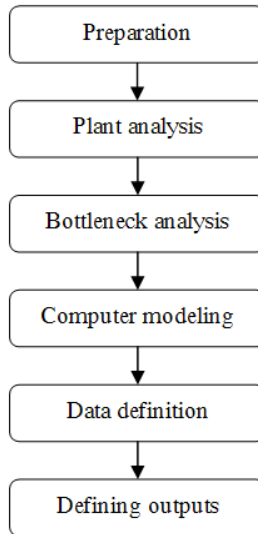 Preparation
Plant analysis
Bottleneck analysis
Computer modeling
Data definition
Defining outputs